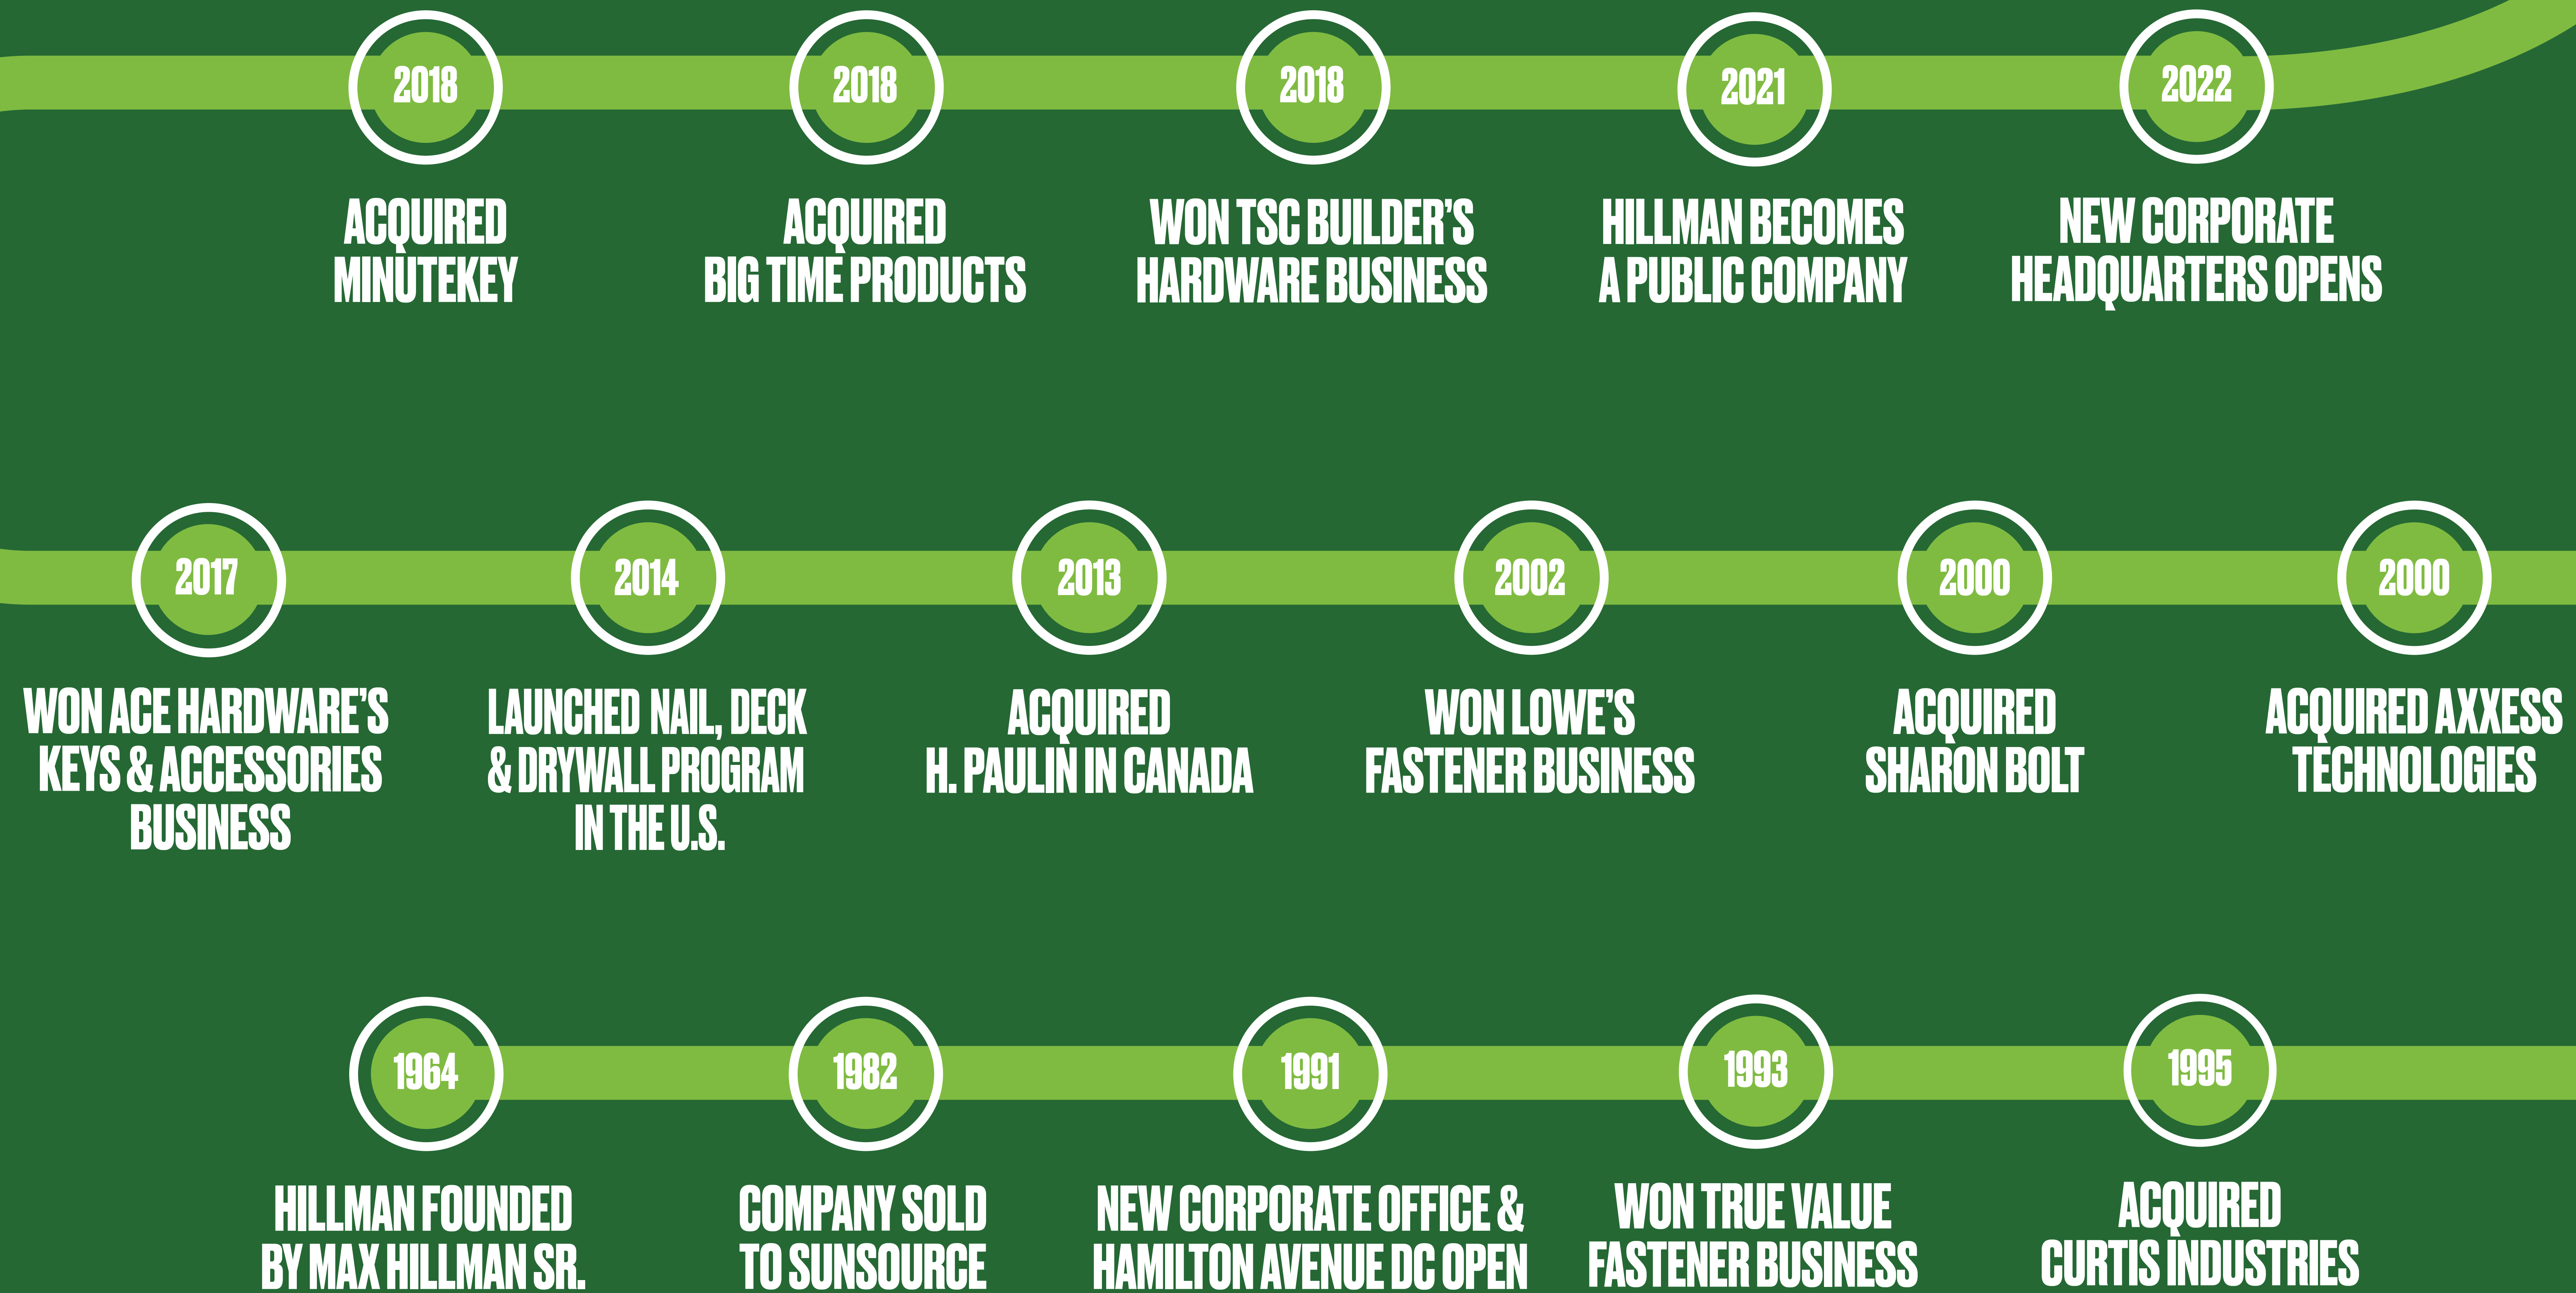 2018
ACQUIRED
MINUTEKEY
2018
ACQUIRED
BIG TIME PRODUCTS
2018
WON TSC BUILDER’S
HARDWARE BUSINESS
2021
HILLMAN BECOMES
A PUBLIC COMPANY
2022
NEW CORPORATE
HEADQUARTERS OPENS
2017
WON ACE HARDWARE’S
KEYS & ACCESSORIES
BUSINESS
2014
LAUNCHED NAIL, DECK
& DRYWALL PROGRAM
IN THE U.S.
2013
ACQUIRED
H. PAULIN IN CANADA
2002
WON LOWE’S
FASTENER BUSINESS
2000
ACQUIRED
SHARON BOLT
2000
ACQUIRED AXXESS
TECHNOLOGIES
1964
HILLMAN FOUNDED
BY MAX HILLMAN SR.
1982
COMPANY SOLD
TO SUNSOURCE
1991
NEW CORPORATE OFFICE &
HAMILTON AVENUE DC OPEN
1993
WON TRUE VALUE
FASTENER BUSINESS
1995
ACQUIRED
CURTIS INDUSTRIES